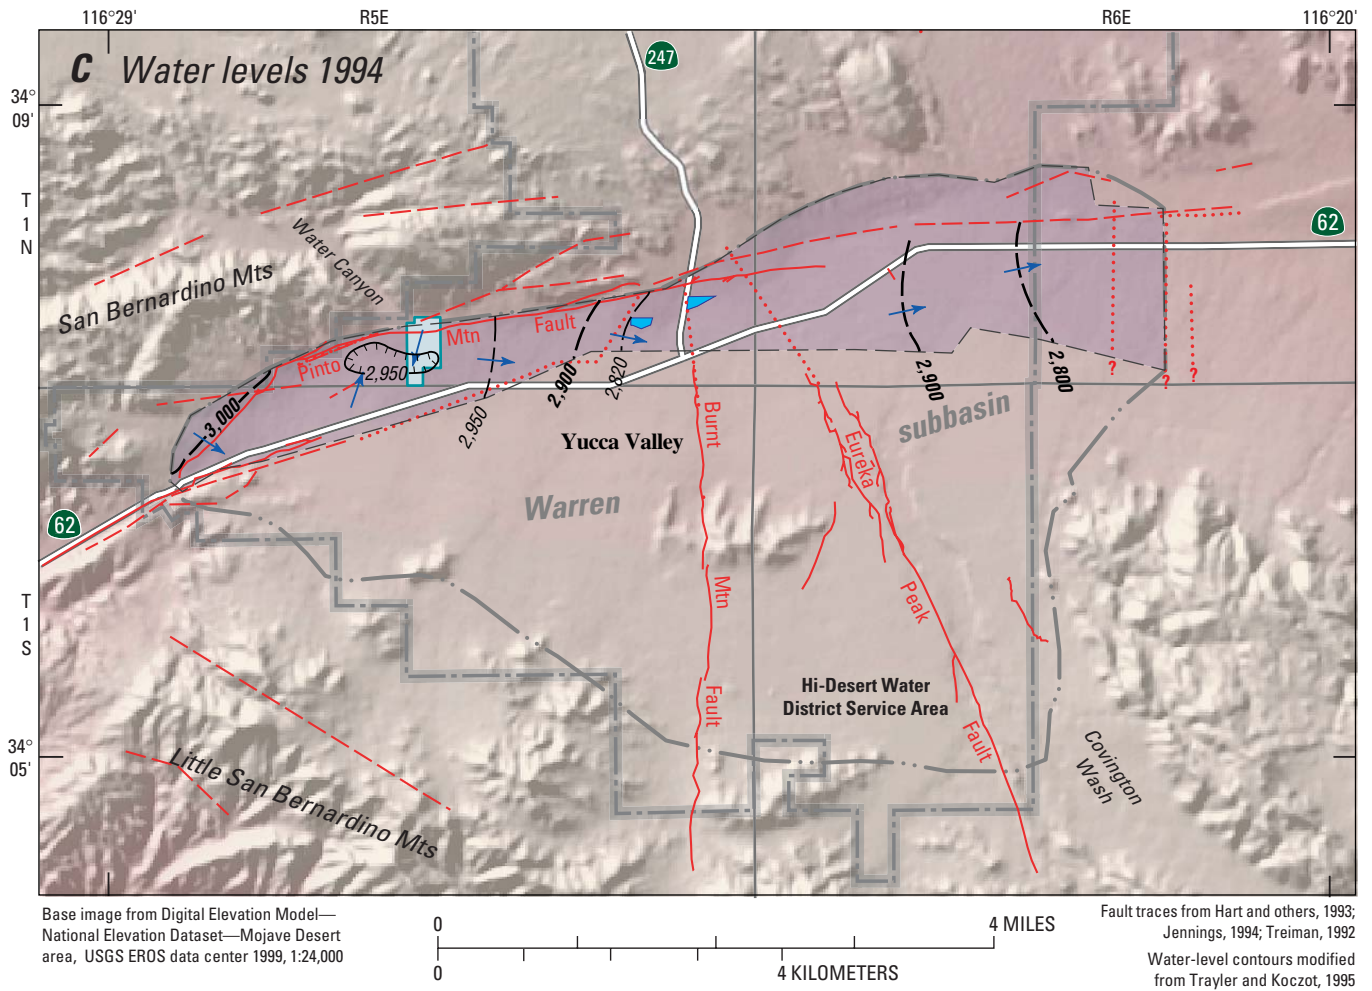 116°29'
R5E
R6E
116°20'
C Water levels 1994
247
34°
09'
T
1
N
62
Water Canyon
San Bernardino Mts
Pinto
Mtn
Fault
2,950
3,000
2,950
2,900
2,820
2,900
2,800
?
?
?
Yucca Valley
Burnt
Eureka
subbasin
Warren
62
T
1
S
Mtn
Peak
Hi-Desert Water
District Service Area
Fault
Fault
34°
05'
Little San Bernardino Mts
Covington
Wash
Base image from Digital Elevation Model—
National Elevation Dataset—Mojave Desert
area, USGS EROS data center 1999, 1:24,000
0
4 MILES
0
4 KILOMETERS
Fault traces from Hart and others, 1993;
Jennings, 1994; Treiman, 1992
Water-level contours modified
from Trayler and Koczot, 1995